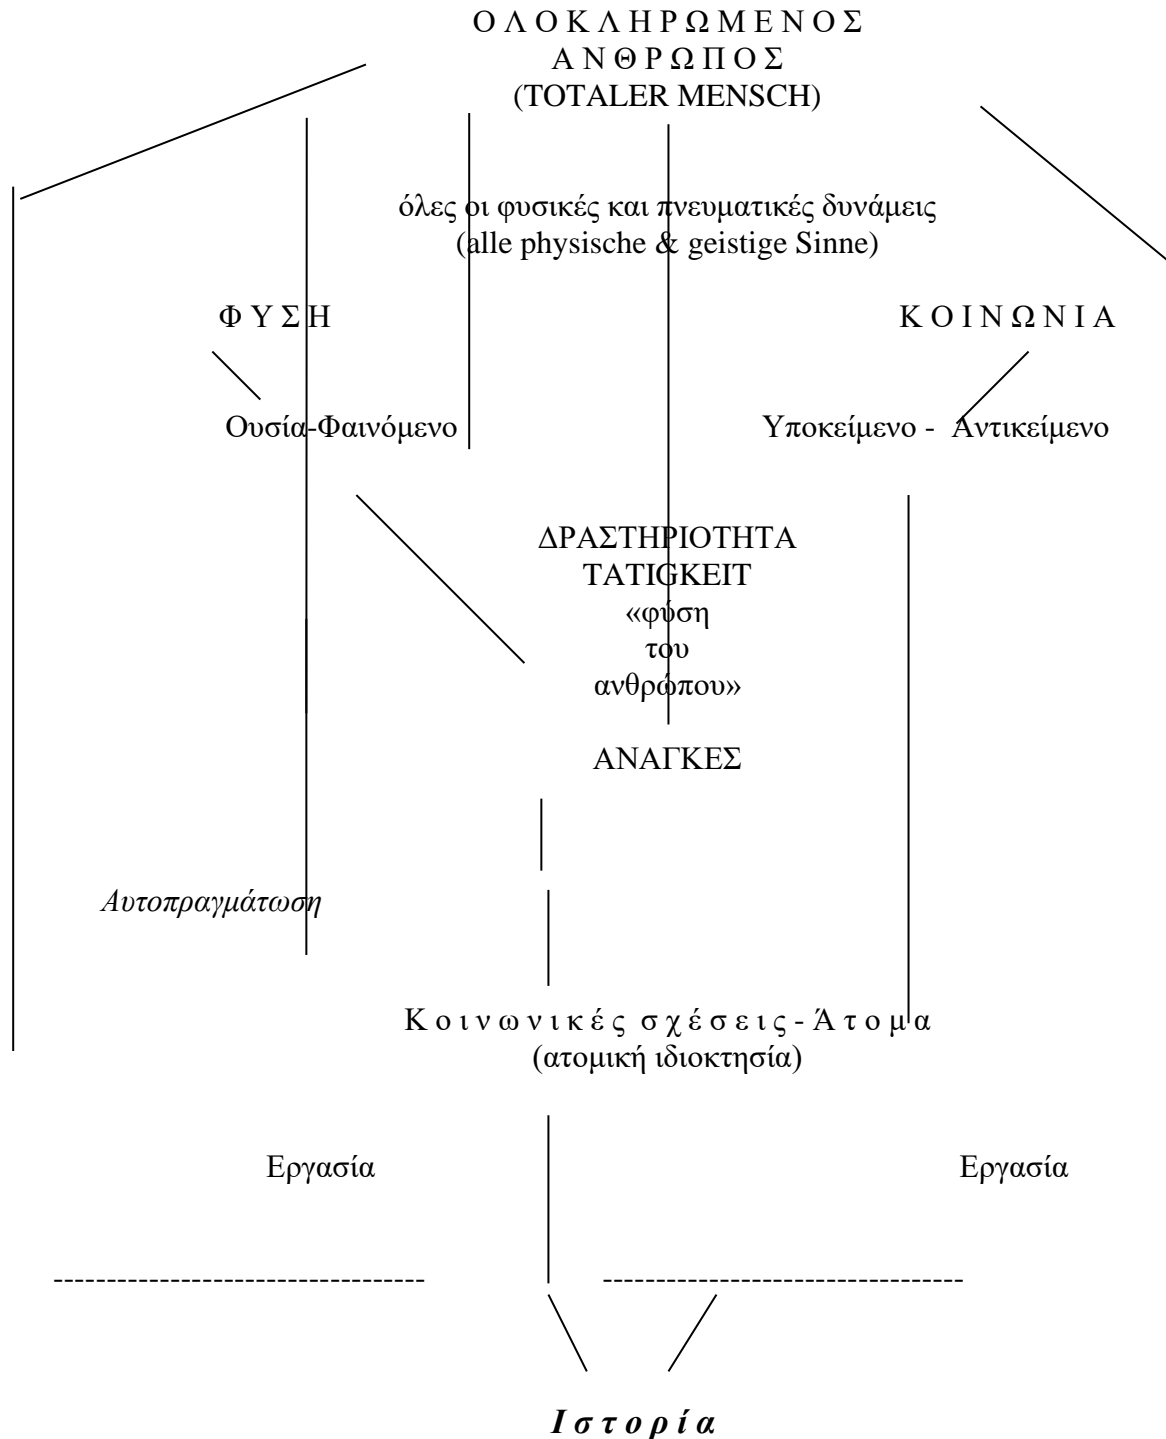 Ο Λ Ο Κ Λ Η Ρ Ω Μ Ε Ν Ο Σ
Α Ν Θ Ρ Ω Π Ο Σ
(TOTALER MENSCH)
όλες οι φυσικές και πνευματικές δυνάμεις
(alle physische & geistige Sinne)
Φ Υ Σ Η Κ Ο Ι Ν Ω Ν Ι Α
Ουσία-Φαινόμενο Υποκείμενο - Αντικείμενο
ΔΡΑΣΤΗΡΙΟΤΗΤΑ
TATIGKEIT
«φύση
του
ανθρώπου»
ΑΝΑΓΚΕΣ
Αυτοπραγμάτωση
Κ ο ι ν ω ν ι κ έ ς σ χ έ σ ε ι ς - Ά τ ο μ α
(ατομική ιδιοκτησία)
Εργασία Εργασία
----------------------------------- ----------------------------------
Ι σ τ ο ρ ί α